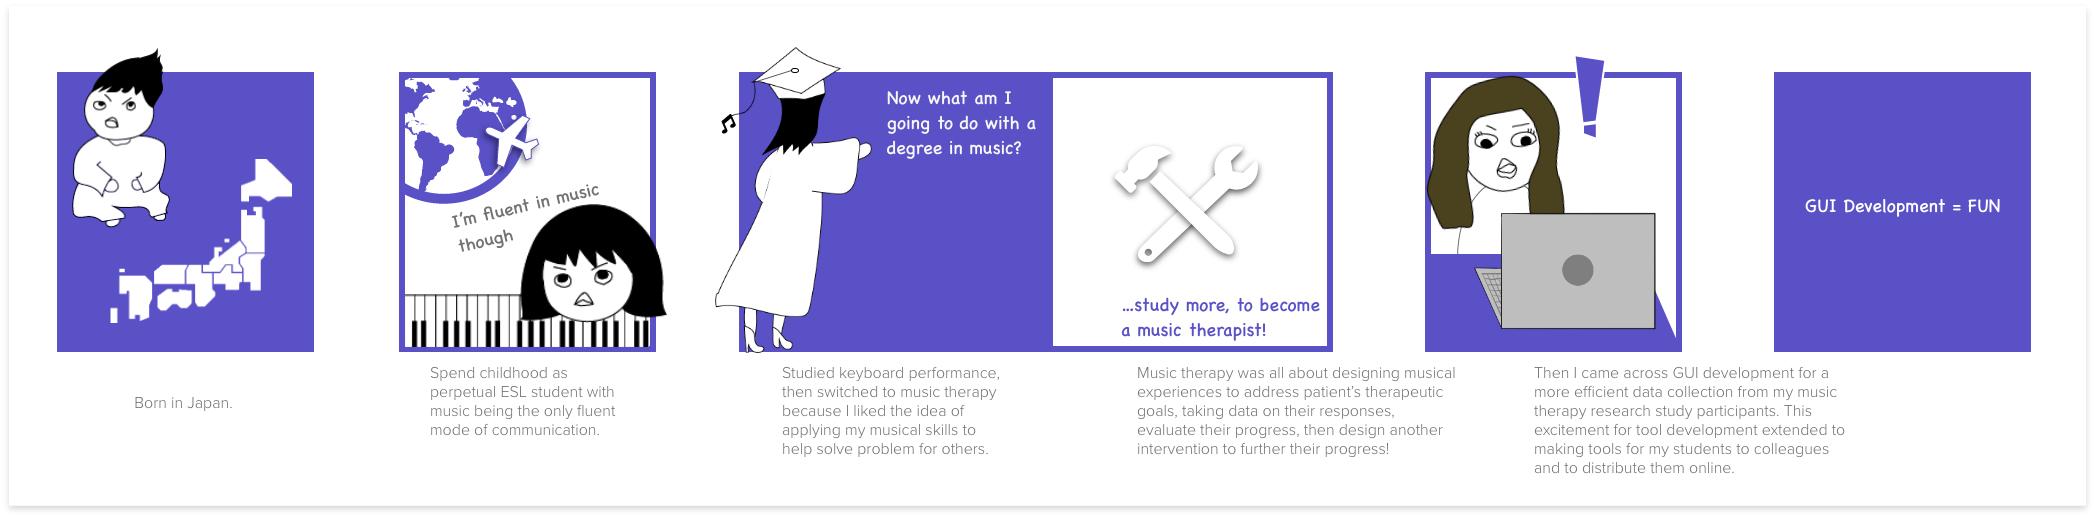 Born in Japan.
I'm fluent in music
though
Spend childhood as
perpetual ESL student with
music being the only fluent
mode of communication.
Now what am I
going to do with a
degree in music?
Studied keyboard performance,
then switched to music therapy
because I liked the idea of
applying my musical skills to
help solve problem for others.
...study more, to become
a music therapist!
Music therapy was all about designing musical
experiences to address patient's therapeutic
goals, taking data on their responses,
evaluate their progress, then design another
intervention to further their progress!
!
Then I came across GUI development for a
more efficient data collection from my music
therapy research study participants. This
excitement for tool development extended to
making tools for my students to colleagues
and to distribute them online.
GUI Development = FUN